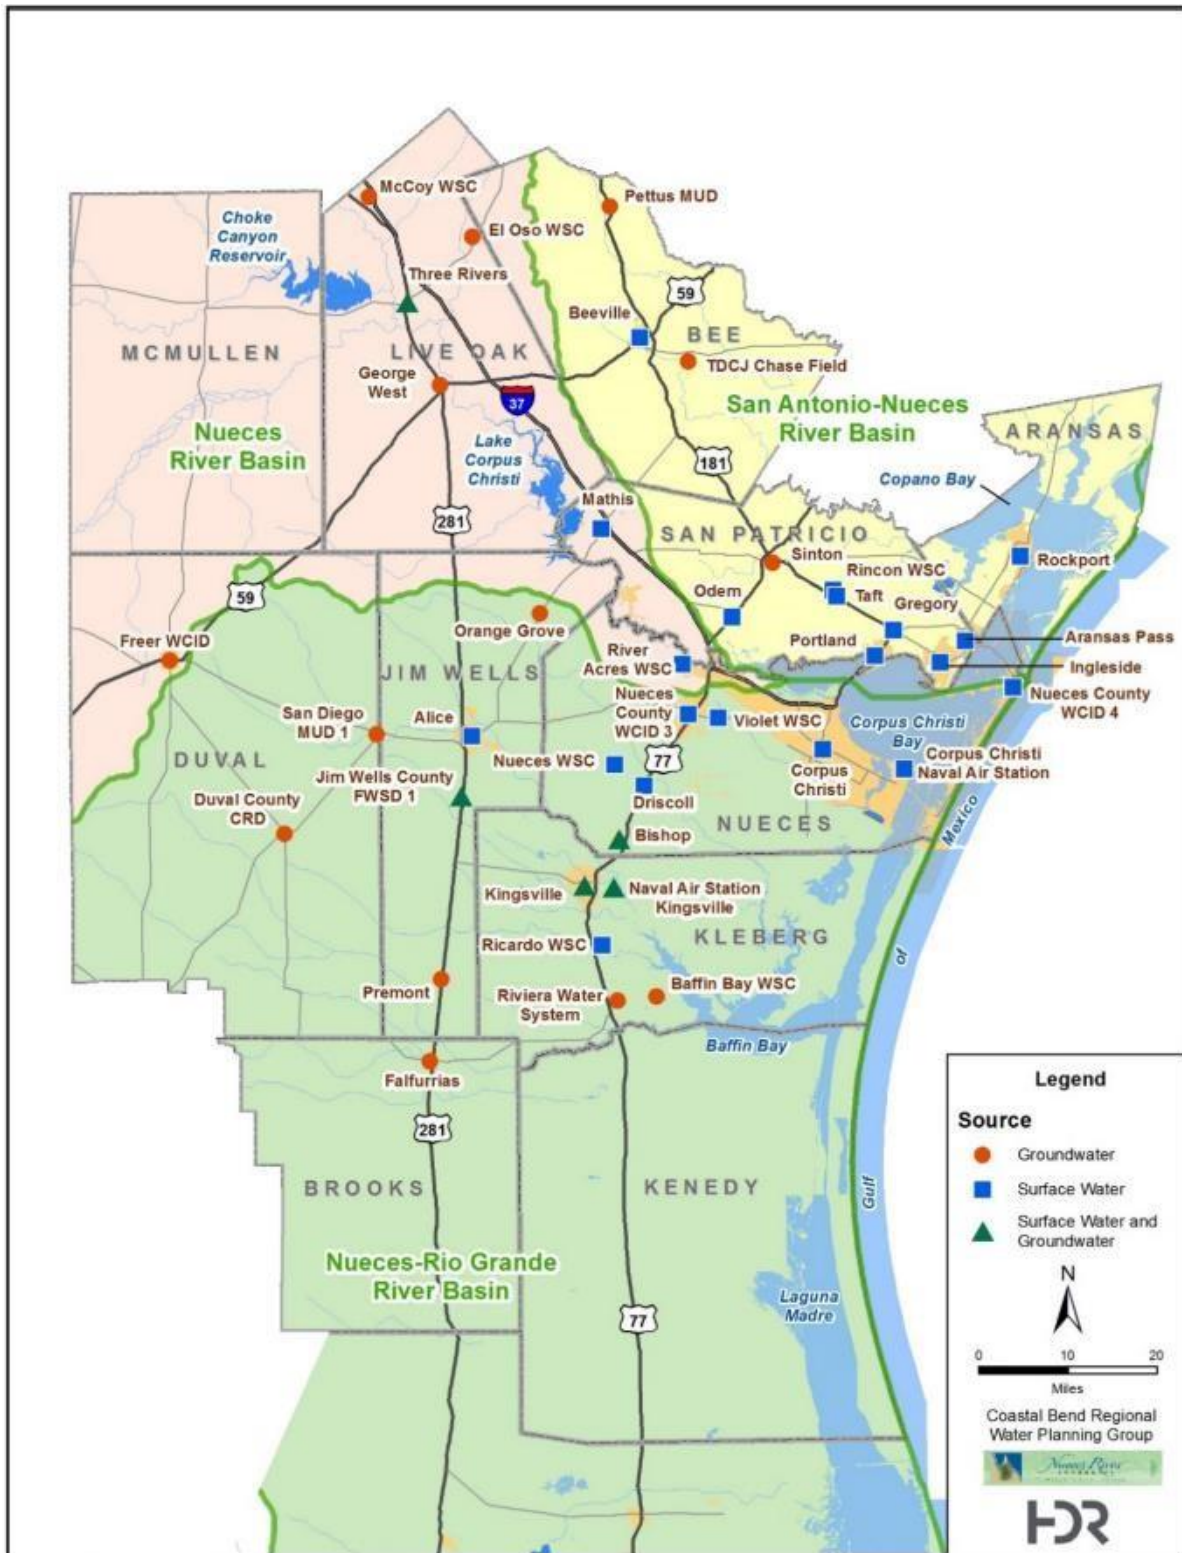 McCoy WSC
Pettus MUD
Choke
Canyon
Reservoir
El Oso WSC
Three Rivers
59
Beeville
BEE
MCMULLEN
LIVE OAK
TDCJ Chase Field
George
West
37
San Antonio-Nueces
River Basin
ARANSAS
Nueces
River Basin
Lake
Corpus
Christi
181
Copano Bay
Mathis
281
SAN PATRICIO
Sinton
Rockport
Rincon WSC
59
Odem
Taft
Gregory
Orange Grove
Freer WCID
River
Acres WSC
Portland
Aransas Pass
Ingleside
JIM WELLS
Nueces
County
WCID 3
Nueces County
WCID 4
San Diego
MUD 1
Alice
Violet WSC
Corpus Christi
Bay
DUVAL
Nueces WSC
77
Corpus
Christi
Corpus Christi
Naval Air Station
Jim Wells County
FWSD 1
Driscoll
Duval County
CRD
NUECES
Bishop
Mexico
Kingsville
Naval Air Station
Kingsville
KLEBERG
Ricardo WSC
of
Premont
Riviera Water
System
Baffin Bay WSC
Baffin Bay
Falfurrias
281
BROOKS
KENEDY
Gulf
Nueces-Rio Grande
River Basin
Laguna
Madre
77
Legend
Source
Groundwater
Surface Water
Surface Water and
Groundwater
N
0 10 20
Miles
Coastal Bend Regional
Water Planning Group
Nueces River
HDR